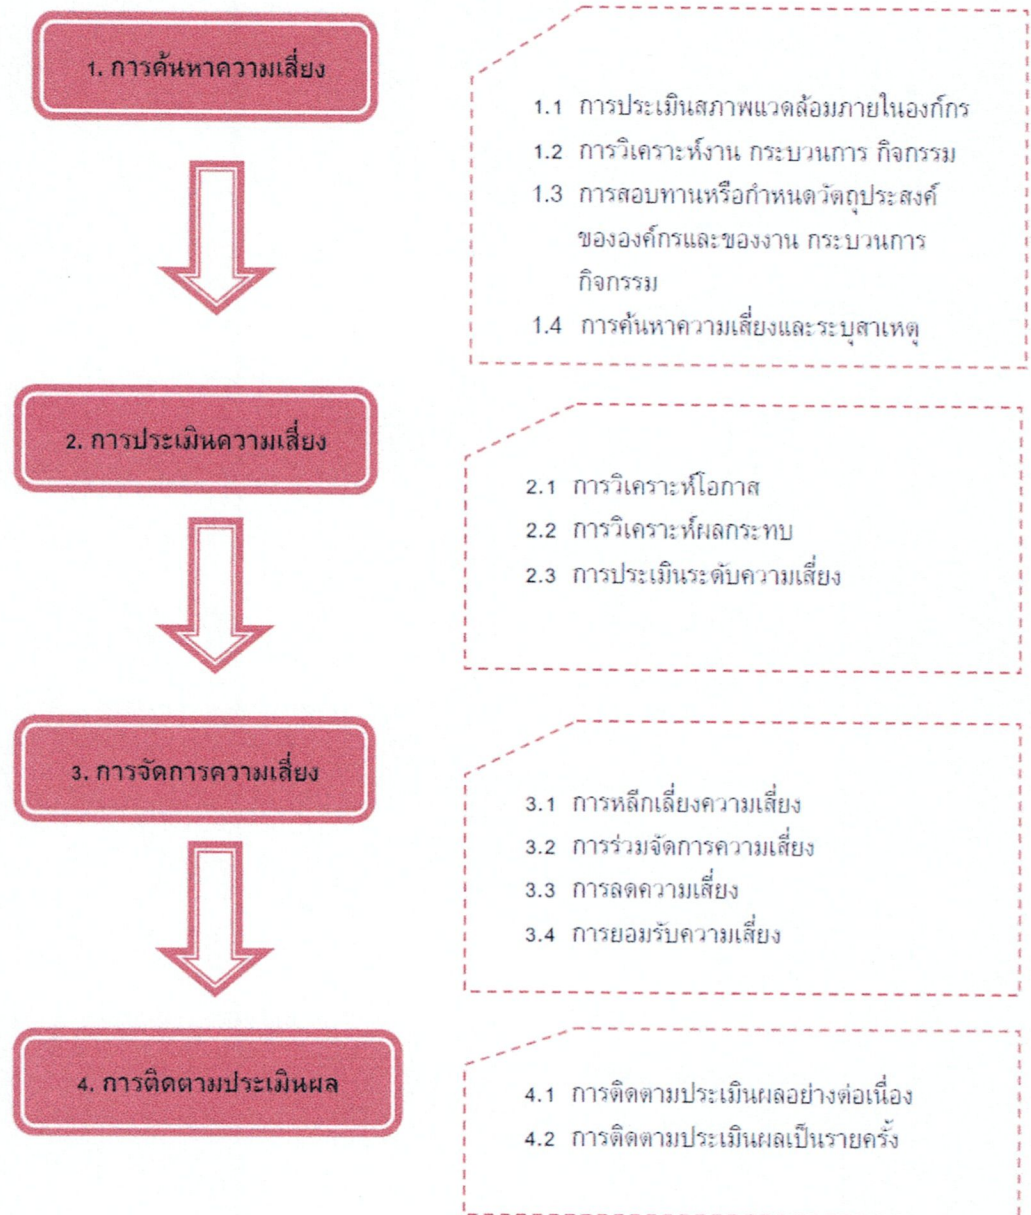 1. การค้นหาความเสี่ยง
1.1 การประเมินสภาพแวดล้อมภายในองก์กร
1.2 การวิเคราะห์งาน กระบวนการ กิจกรรม
1.3 การสอบทานหรือกำหนดวัตถุประสงค์
ขององค์กรและของงาน กระบวนการ
กิจกรรม
1.4 การค้นหาความเสี่ยงและระบุสาเหตุ
2. การประเมินความเสี่ยง
2.1 การวิเคราะห์โอกาส
2.2 การวิเคราะห์ผลกระทบ
2.3 การประเมินระดับความเสี่ยง
3. การจัดการความเสี่ยง
3.1 การหลีกเลี่ยงความเสี่ยง
3.2 การร่วมจัดการความเสี่ยง
3.3 การลดความเสี่ยง
3.4 การยอมรับความเสี่ยง
4. การติดตามประเมินผล
4.1 การติดตามประเมินผลอย่างต่อเนื่อง
4.2 การติดตามประเมินผลเป็นรายครั้ง